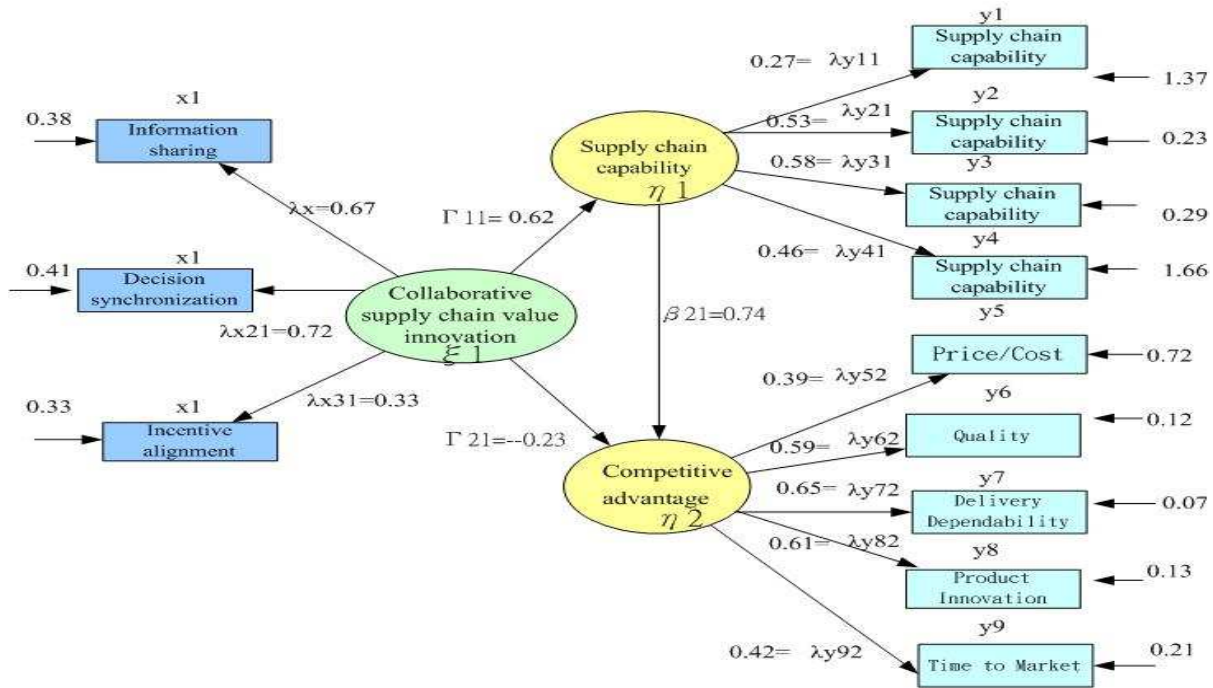 x1
0.38
Information
sharing
λx=0.67
x1
0.41
Decision
synchronization
λx21=0.72
x1
0.33
Incentive
alignment
λx31=0.33
Collaborative
supply chain value
innovation
ξ 1
Γ 11= 0.62
Γ 21=--0.23
Supply chain
capability
η 1
β 21=0.74
Competitive
advantage
η 2
0.27= λy11
0.53= λy21
0.58= λy31
0.46= λy41
0.39= λy52
0.59= λy62
0.65= λy72
0.61= λy82
0.42= λy92
y1
Supply chain
capability
1.37
y2
Supply chain
capability
0.23
y3
Supply chain
capability
0.29
y4
Supply chain
capability
1.66
y5
Price/Cost
0.72
y6
Quality
0.12
y7
Delivery
Dependability
0.07
y8
Product
Innovation
0.13
y9
Time to Market
0.21